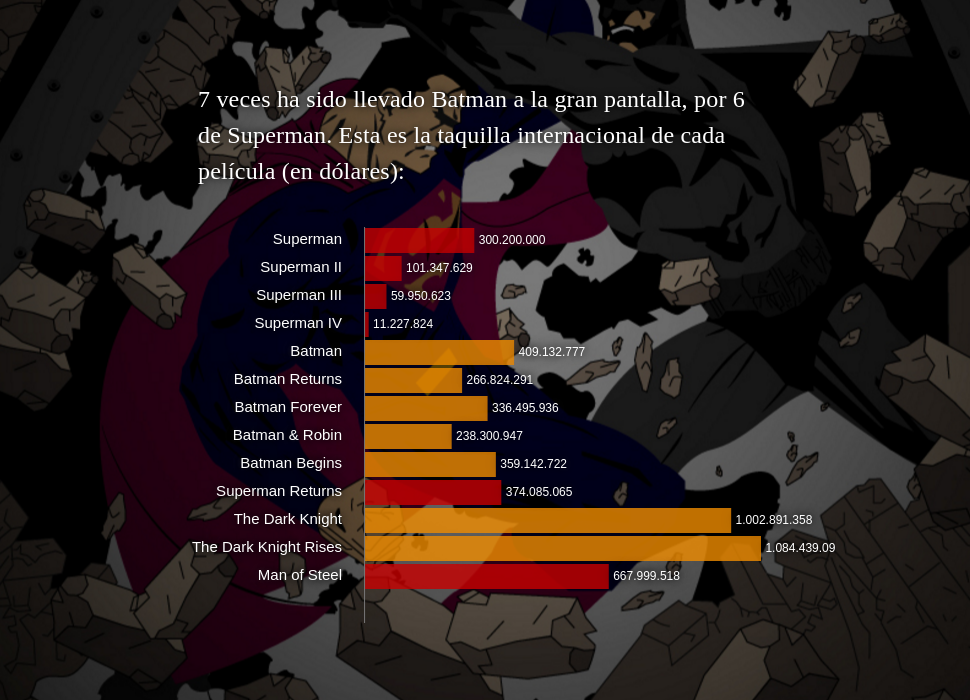 7 veces ha sido llevado Batman a la gran pantalla, por 6
de Superman. Esta es la taquilla internacional de cada
película (en dólares):
Superman 300.200.000
Superman II 101.347.629
Superman III 59.950.623
Superman IV 11.227.824
Batman 409.132.777
Batman Returns 266.824.291
Batman Forever 336.495.936
Batman & Robin 238.300.947
Batman Begins 359.142.722
Superman Returns 374.085.065
The Dark Knight 1.002.891.358
The Dark Knight Rises 1.084.439.09
Man of Steel 667.999.518